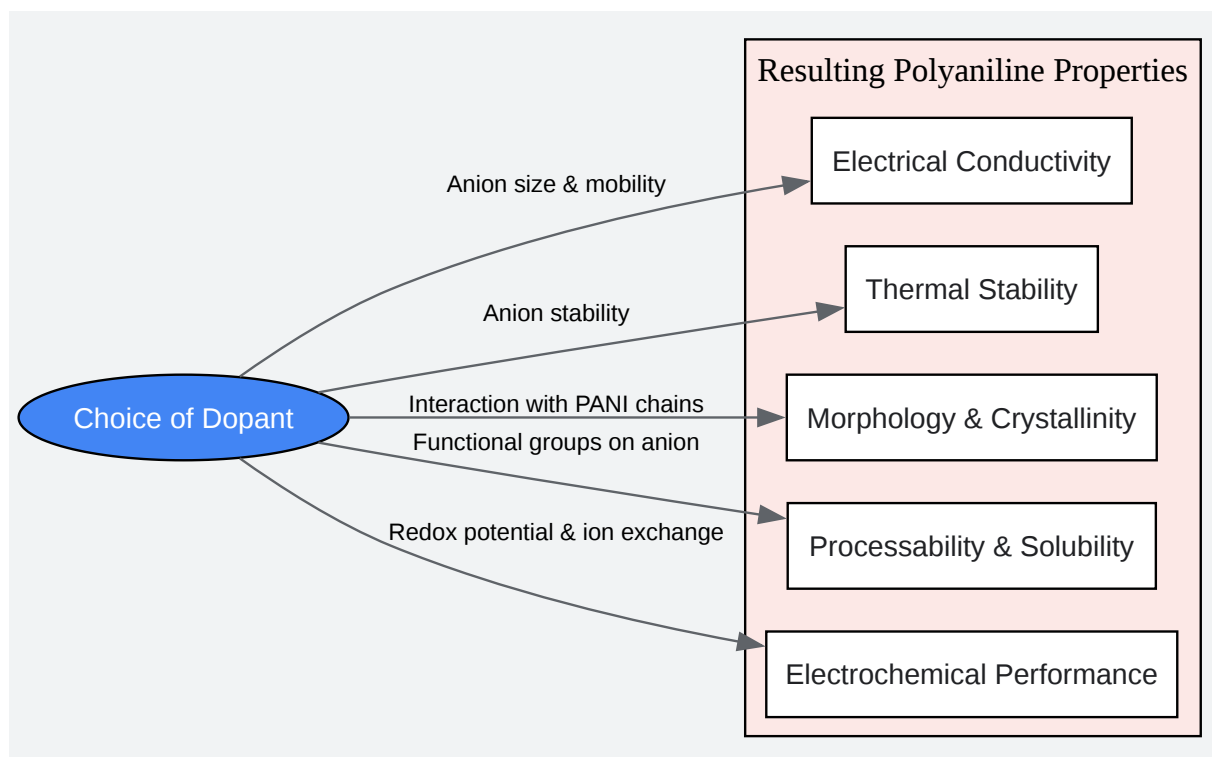 Resulting Polyaniline Properties
Anion size & mobility
Electrical Conductivity
Anion stability
Thermal Stability
Choice of Dopant
Interaction with PANI chains
Morphology & Crystallinity
Functional groups on anion
Processability & Solubility
Redox potential & ion exchange
Electrochemical Performance